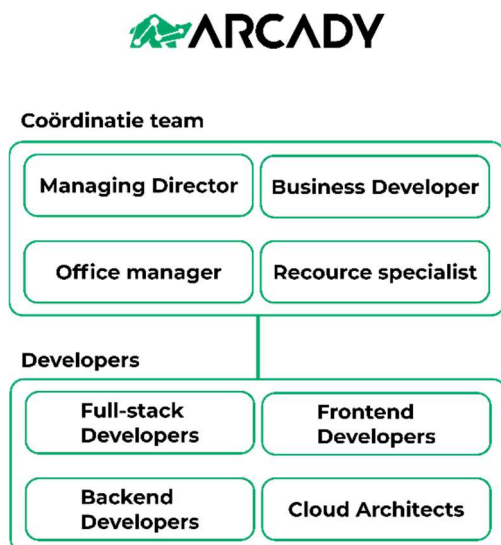 ARCADY
Coördinatie team
Managing Director
Business Developer
Office manager
Recource specialist
Developers
Full-stack
Developers
Frontend
Developers
Backend
Developers
Cloud Architects